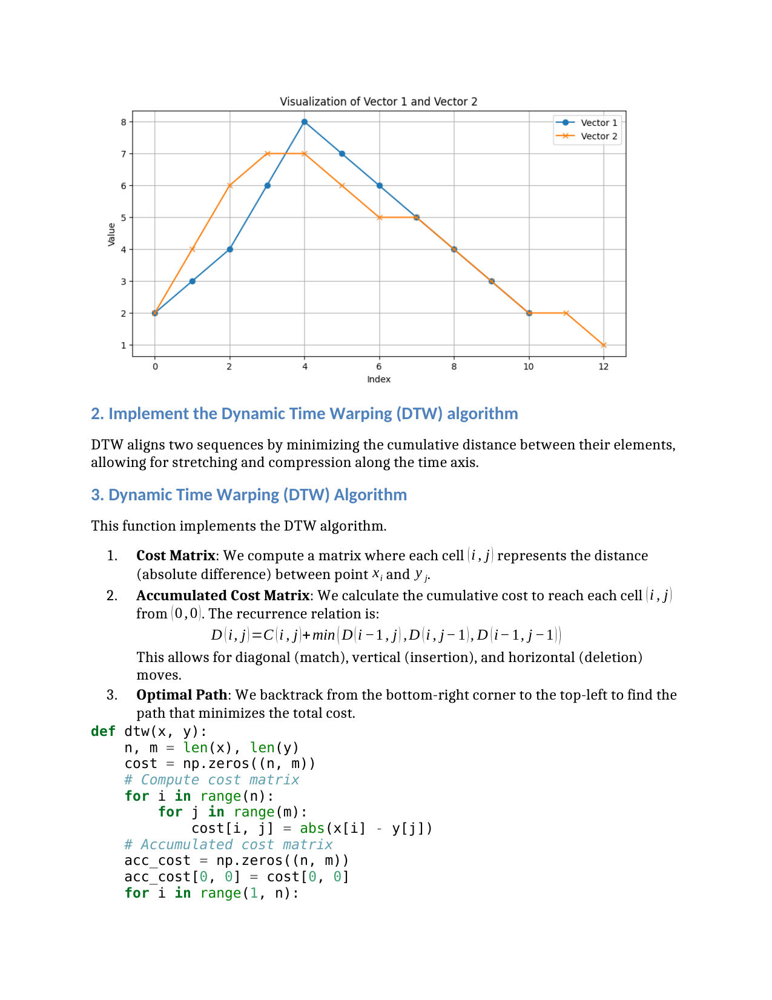 Visualization of Vector 1 and Vector 2
Vector 1
Vector 2
8
7
6
5
4
3
2
1
Value
0 2 4 6 8 10 12
Index
2. Implement the Dynamic Time Warping (DTW) algorithm
DTW aligns two sequences by minimizing the cumulative distance between their elements,
allowing for stretching and compression along the time axis.
3. Dynamic Time Warping (DTW) Algorithm
This function implements the DTW algorithm.
1. Cost Matrix: We compute a matrix where each cell (i, j) represents the distance
(absolute difference) between point x_i and y_j.
2. Accumulated Cost Matrix: We calculate the cumulative cost to reach each cell (i, j)
from (0,0). The recurrence relation is:
D(i, j)=C(i, j)+min(D(i−1, j),D(i, j−1),D(i−1, j−1))
This allows for diagonal (match), vertical (insertion), and horizontal (deletion)
moves.
3. Optimal Path: We backtrack from the bottom-right corner to the top-left to find the
path that minimizes the total cost.
def dtw(x, y):
    n, m = len(x), len(y)
    cost = np.zeros((n, m))
    # Compute cost matrix
    for i in range(n):
        for j in range(m):
            cost[i, j] = abs(x[i] - y[j])
    # Accumulated cost matrix
    acc_cost = np.zeros((n, m))
    acc_cost[0, 0] = cost[0, 0]
    for i in range(1, n):